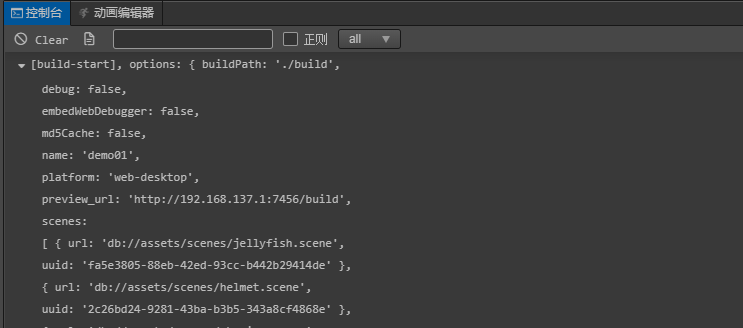 控制台 动画编辑器
Clear 正则 all
[build-start], options: { buildPath: './build',
debug: false,
embedWebDebugger: false,
md5Cache: false,
name: 'demo01',
platform: 'web-desktop',
preview_url: 'http://192.168.137.1:7456/build',
scenes:
[ { url: 'db://assets/scenes/jellyfish.scene',
uuid: 'fa5e3805-88eb-42ed-93cc-b442b29414de' },
{ url: 'db://assets/scenes/helmet.scene',
uuid: '2c26bd24-9281-43ba-b3b5-343a8cf4868e' },